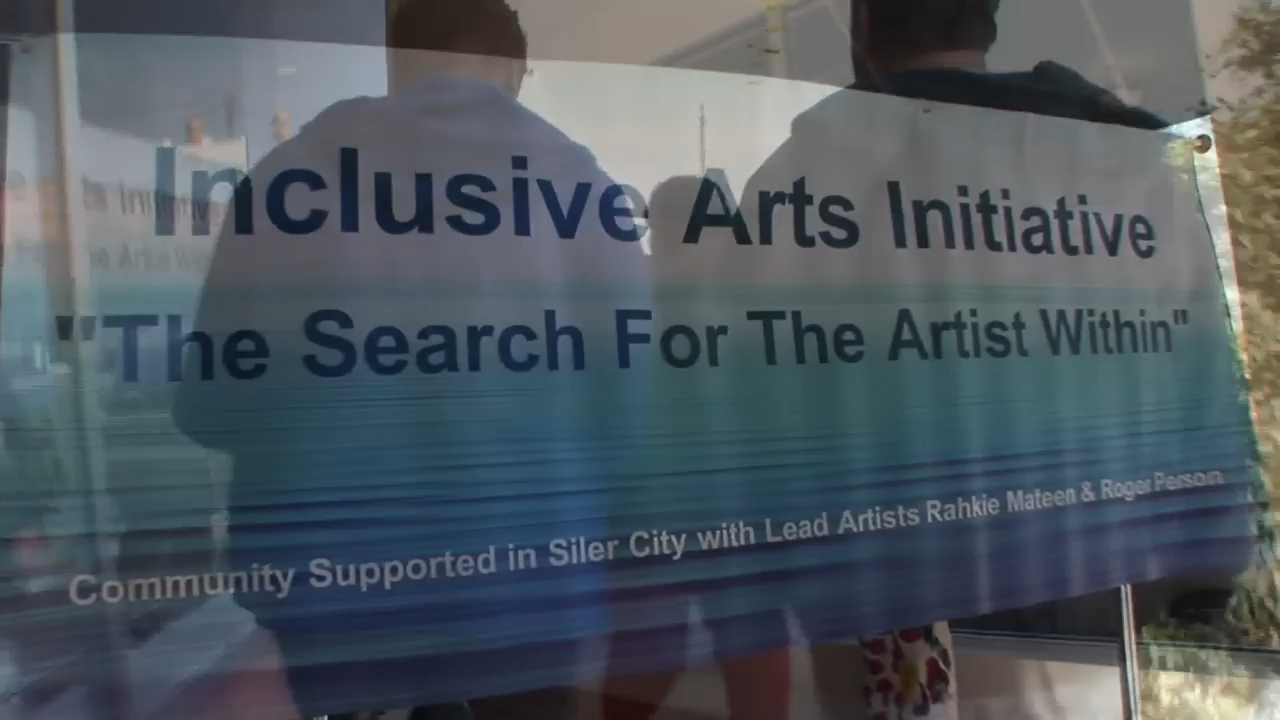 Inclusive Arts Initiative
"The Search For The Artist Within"
Community Supported in Siler City with Lead Artists Rahkie Mateen & Roger Person